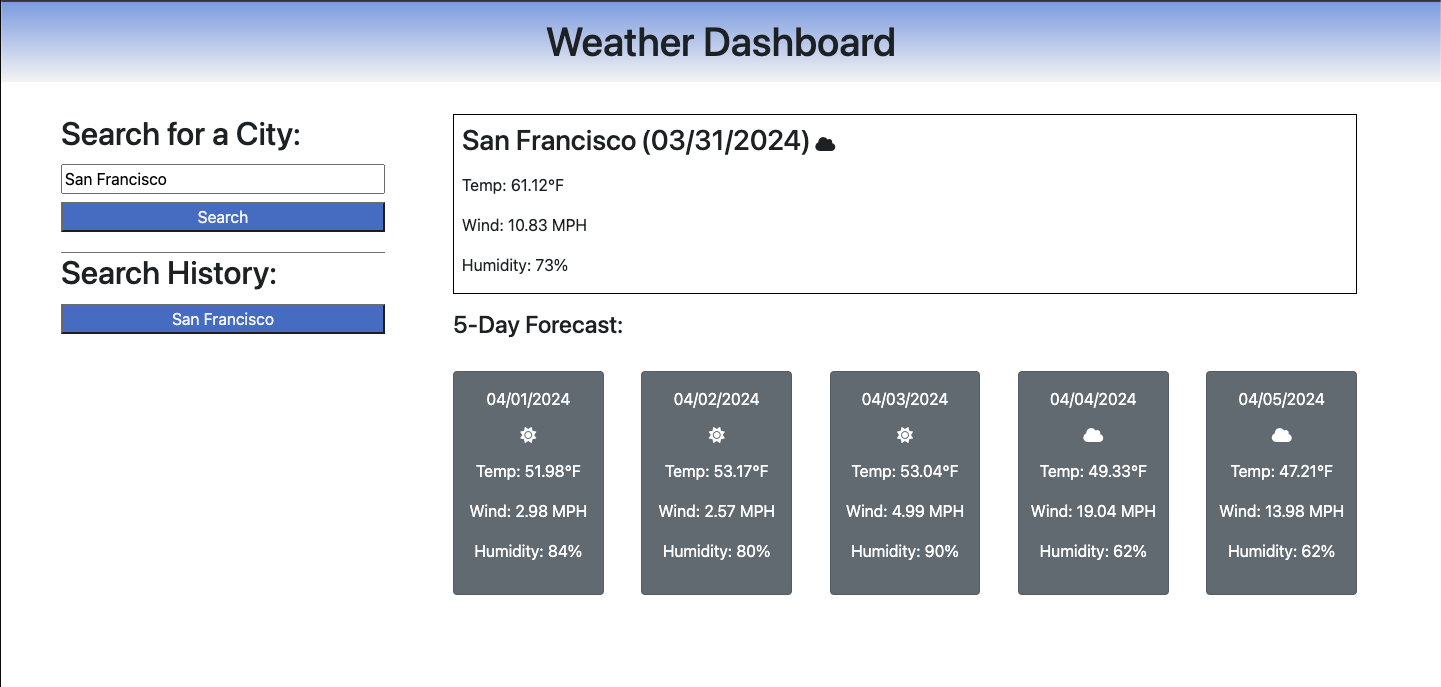 Weather Dashboard
Search for a City:
San Francisco
Search
Search History:
San Francisco
San Francisco (03/31/2024)
Temp: 61.12°F
Wind: 10.83 MPH
Humidity: 73%
5-Day Forecast:
04/01/2024
Temp: 51.98°F
Wind: 2.98 MPH
Humidity: 84%
04/02/2024
Temp: 53.17°F
Wind: 2.57 MPH
Humidity: 80%
04/03/2024
Temp: 53.04°F
Wind: 4.99 MPH
Humidity: 90%
04/04/2024
Temp: 49.33°F
Wind: 19.04 MPH
Humidity: 62%
04/05/2024
Temp: 47.21°F
Wind: 13.98 MPH
Humidity: 62%